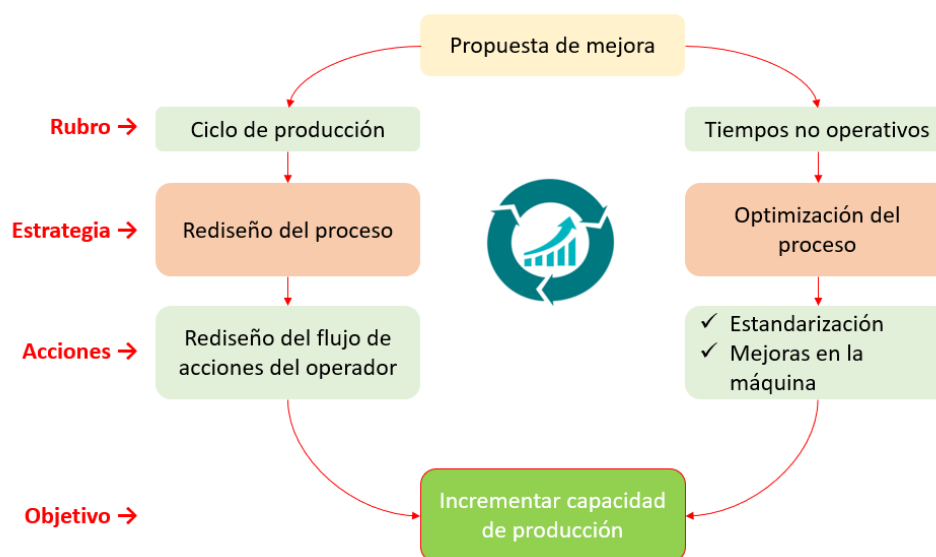 Propuesta de mejora
Rubro →
Ciclo de producción
Tiempos no operativos
Estrategia →
Rediseño del proceso
Optimización del
proceso
Acciones →
Rediseño del flujo de
acciones del operador
✓ Estandarización
✓ Mejoras en la
máquina
Objetivo →
Incrementar capacidad
de producción